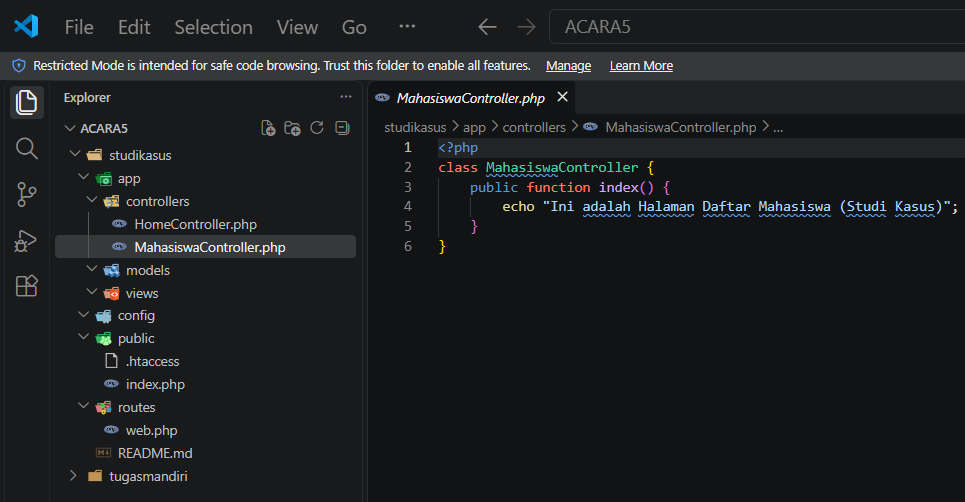 File Edit Selection View Go ··· ACARA5
Restricted Mode is intended for safe code browsing. Trust this folder to enable all features. Manage Learn More
Explorer ···
ACARA5
studikasus
app
controllers
HomeController.php
MahasiswaController.php
models
views
config
public
.htaccess
index.php
routes
web.php
README.md
tugasmandiri
MahasiswaController.php
studikasus > app > controllers > MahasiswaController.php > ...
1 <?php
2 class MahasiswaController {
3 public function index() {
4 echo "Ini adalah Halaman Daftar Mahasiswa (Studi Kasus)";
5 }
6 }